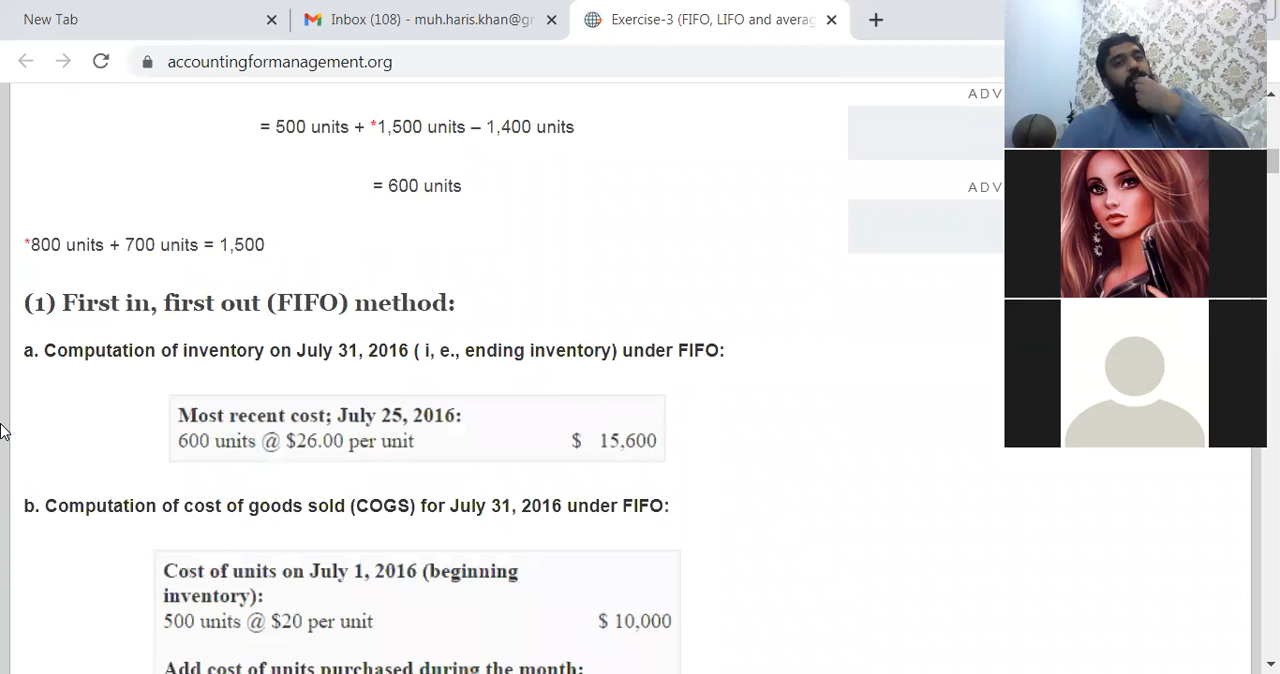 New Tab
Inbox (108) - muh.haris.khan@gr
Exercise-3 (FIFO, LIFO and averag
accountingformanagement.org
ADV
= 500 units + *1,500 units – 1,400 units
= 600 units
ADV
*800 units + 700 units = 1,500
(1) First in, first out (FIFO) method:
a. Computation of inventory on July 31, 2016 ( i, e., ending inventory) under FIFO:
Most recent cost; July 25, 2016:
600 units @ $26.00 per unit $ 15,600
b. Computation of cost of goods sold (COGS) for July 31, 2016 under FIFO:
Cost of units on July 1, 2016 (beginning
inventory):
500 units @ $20 per unit $ 10,000
Add cost of units purchased during the month: